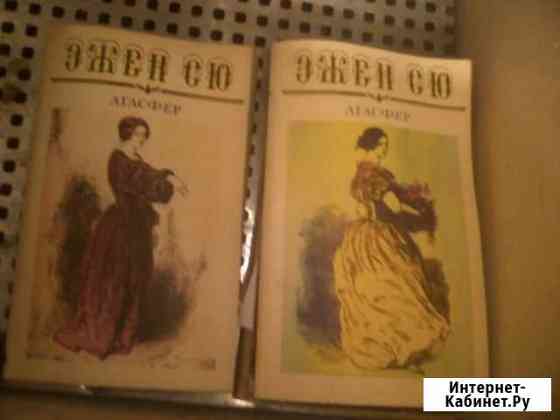 ЭЖЕН СЮ
АГАСФЕР
ЭЖЕН СЮ
АГАСФЕР
Интернет-
Кабинет.Ру